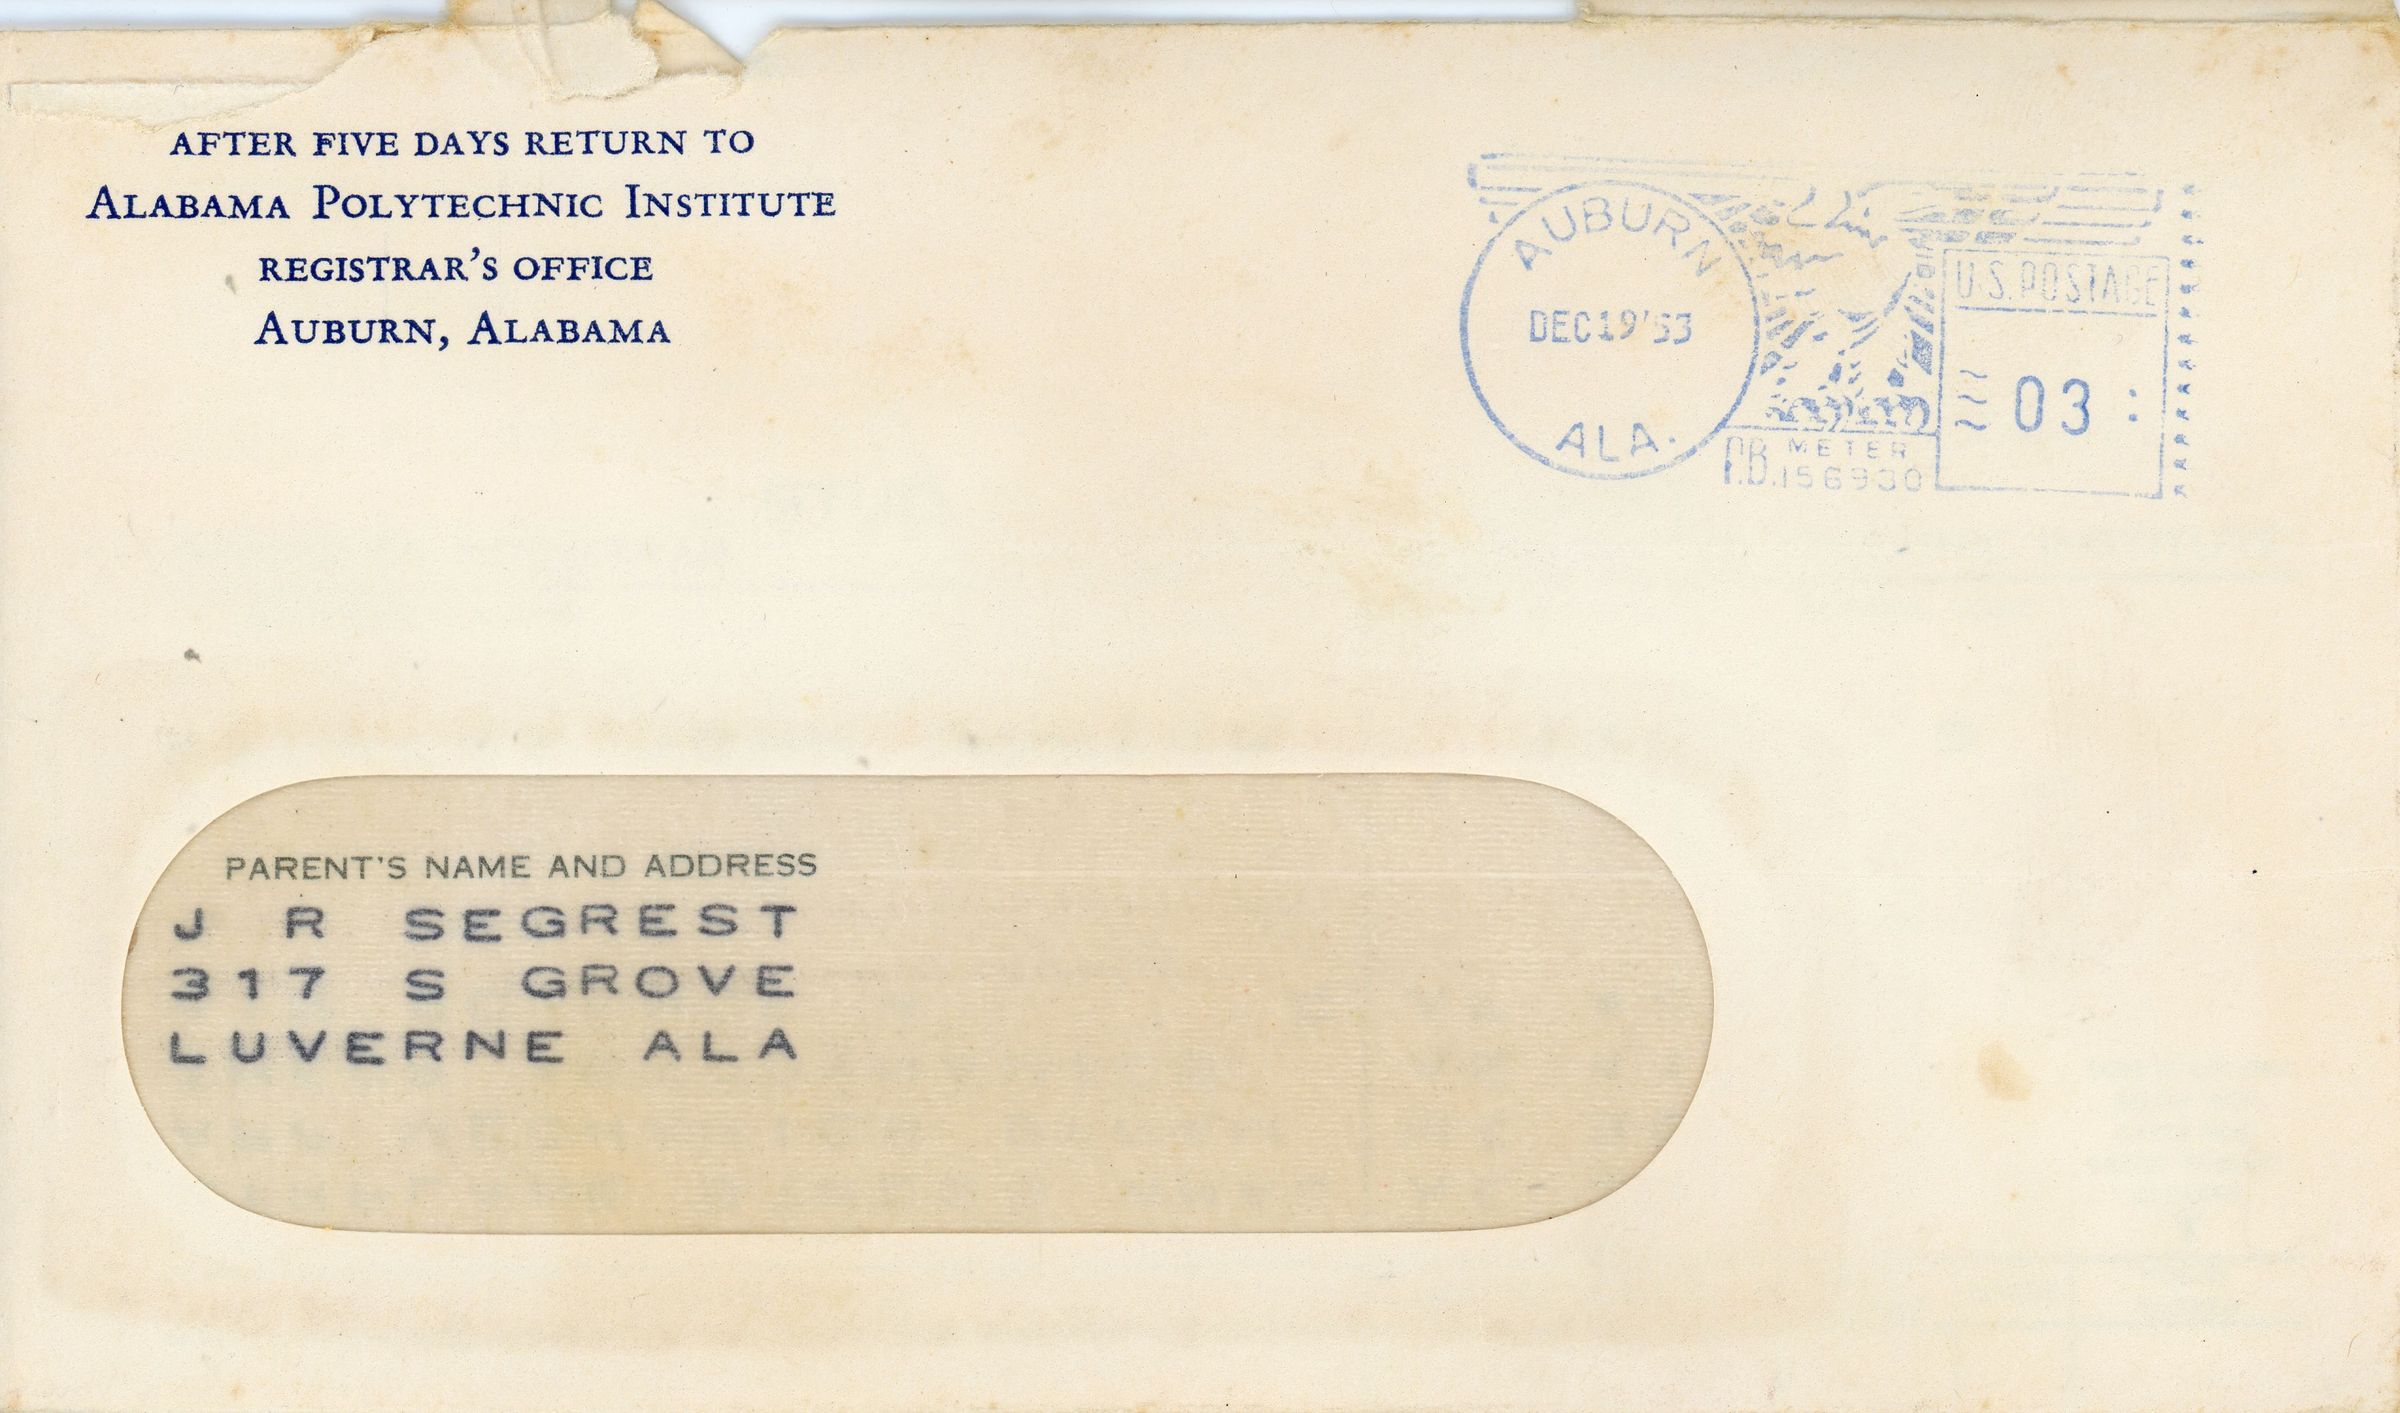 AFTER FIVE DAYS RETURN TO
ALABAMA POLYTECHNIC INSTITUTE
REGISTRAR'S OFFICE
AUBURN, ALABAMA
AUBURN
DEC 19 '53
ALA.
U.S. POSTAGE
03
P.B. METER
156930
PARENT'S NAME AND ADDRESS
J R SEGREST
317 S GROVE
LUVERNE ALA